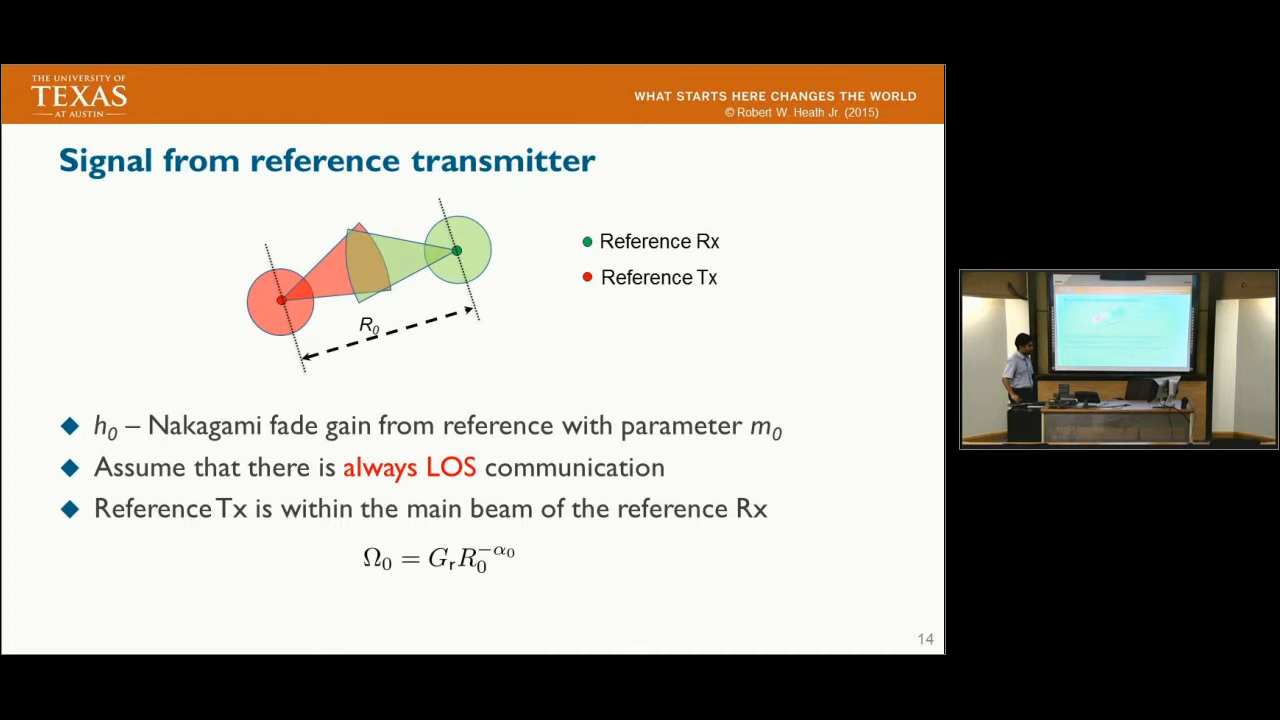 THE UNIVERSITY OF
TEXAS
AT AUSTIN
WHAT STARTS HERE CHANGES THE WORLD
© Robert W. Heath Jr. (2015)
Signal from reference transmitter
Reference Rx
Reference Tx
R₀
h₀ – Nakagami fade gain from reference with parameter m₀
Assume that there is always LOS communication
Reference Tx is within the main beam of the reference Rx
Ω₀ = GᵣR₀^{-α₀}
14